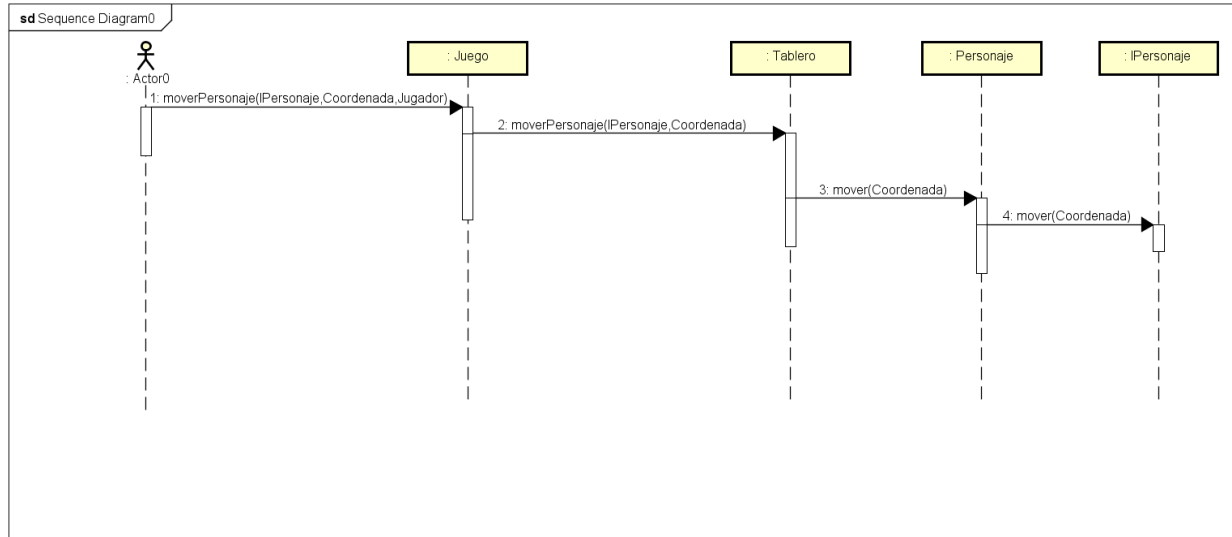 sd Sequence Diagram0
: Actor0
: Juego
: Tablero
: Personaje
: IPersonaje
1: moverPersonaje(IPersonaje,Coordenada,Jugador)
2: moverPersonaje(IPersonaje,Coordenada)
3: mover(Coordenada)
4: mover(Coordenada)